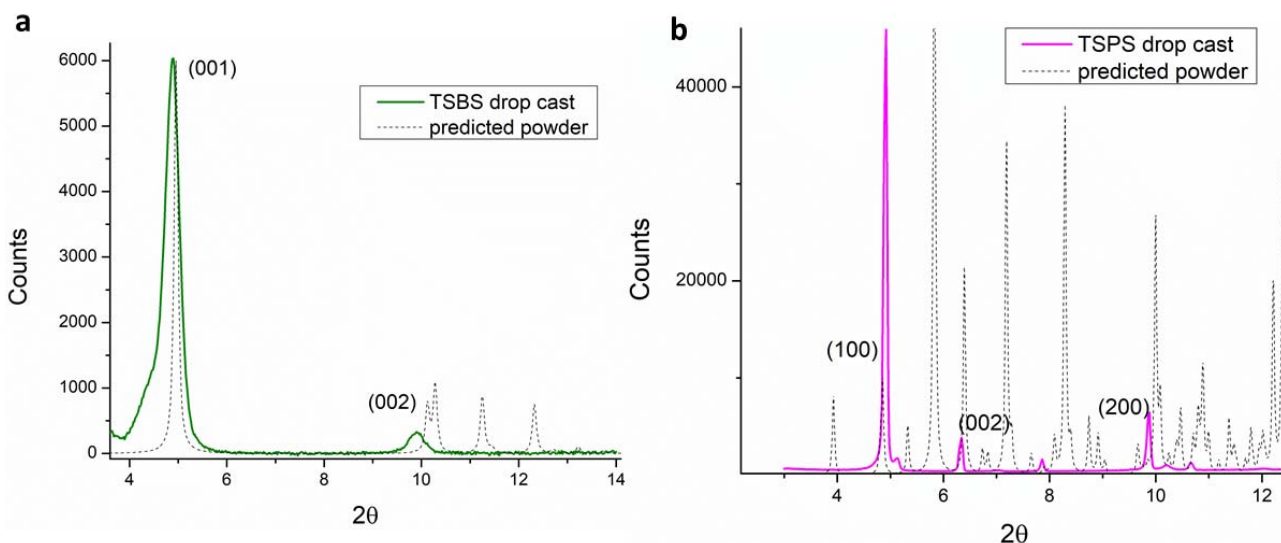 a
(001)
TSBS drop cast
predicted powder
(002)
6000
5000
4000
3000
2000
1000
0
Counts
4
6
8
10
12
14
2θ
b
TSPS drop cast
predicted powder
(100)
(002)
(200)
40000
20000
Counts
4
6
8
10
12
2θ